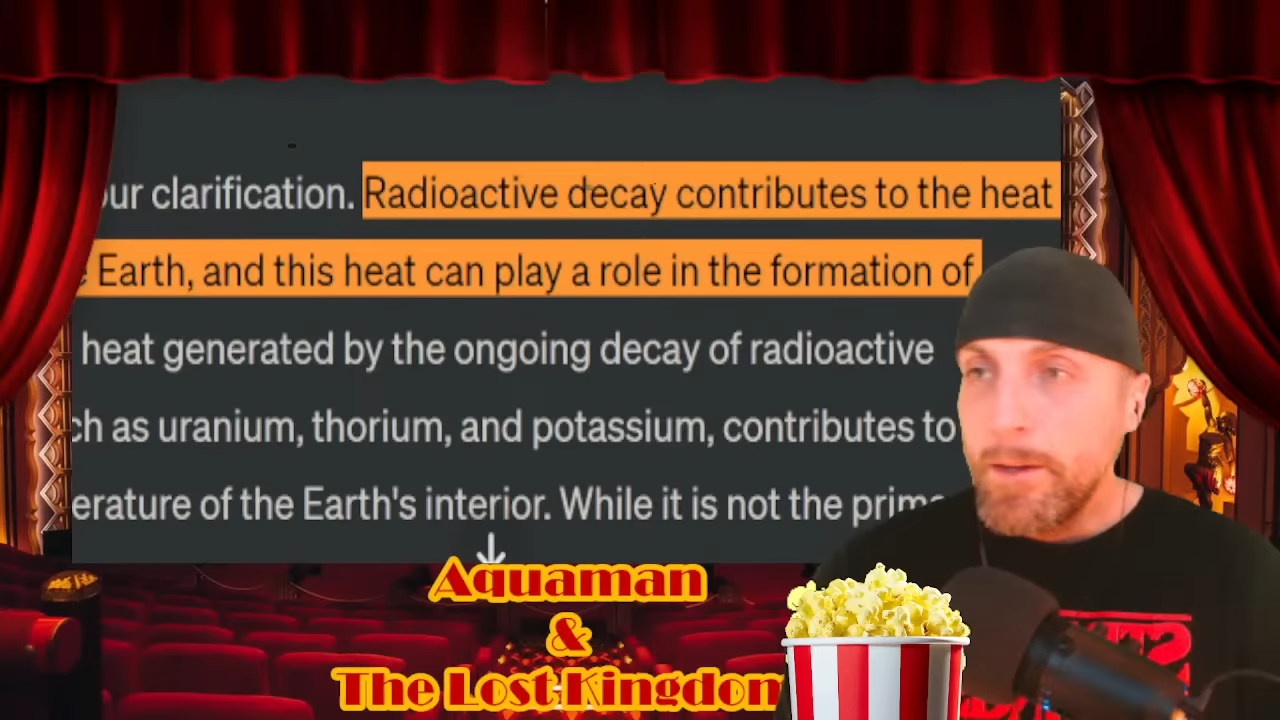 our clarification. Radioactive decay contributes to the heat
Earth, and this heat can play a role in the formation of
heat generated by the ongoing decay of radioactive
ch as uranium, thorium, and potassium, contributes to
erature of the Earth's interior. While it is not the prim
Aquaman
&
The Lost Kingdom